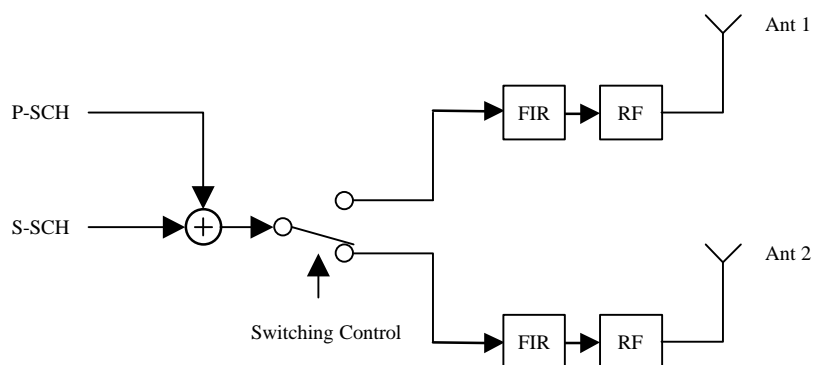 Ant 1
P-SCH
FIR
RF
S-SCH
Ant 2
Switching Control
FIR
RF